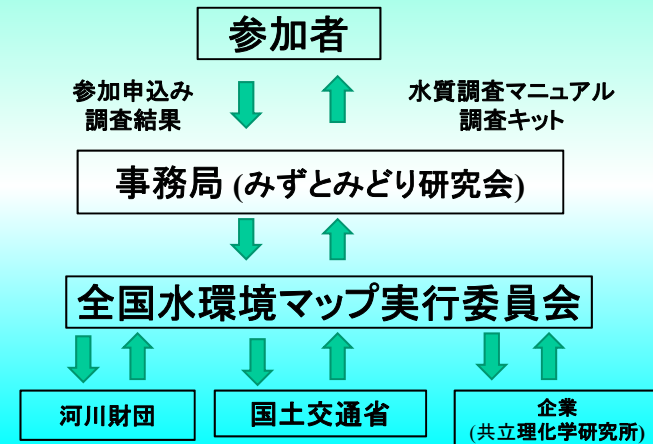 参加者
参加申込み
調査結果
水質調査マニュアル
調査キット
事務局 (みずとみどり研究会)
全国水環境マップ実行委員会
河川財団
国土交通省
企業
(共立理化学研究所)